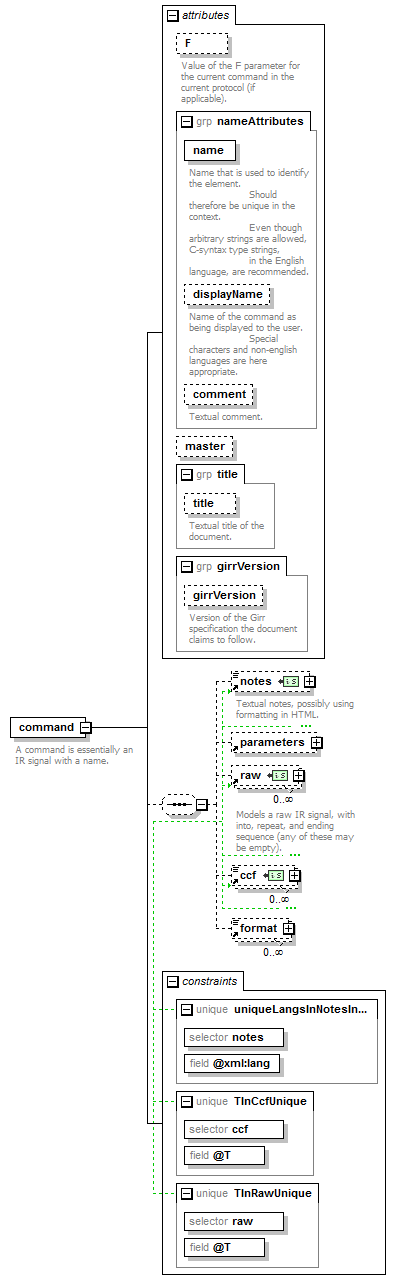 attributes
F
Value of the F parameter for
the current command in the
current protocol (if
applicable).
grp nameAttributes
name
Name that is used to identify
the element.
Should
therefore be unique in the
context.
Even though
arbitrary strings are allowed,
C-syntax type strings,
in the English
language, are recommended.
displayName
Name of the command as
being displayed to the user.
Special
characters and non-english
languages are here
appropriate.
comment
Textual comment.
master
grp title
title
Textual title of the
document.
grp girrVersion
girrVersion
Version of the Girr
specification the document
claims to follow.
command
A command is essentially an
IR signal with a name.
notes is
Textual notes, possibly using
formatting in HTML.
parameters
raw is
0..∞
Models a raw IR signal, with
into, repeat, and ending
sequence (any of these may
be empty).
ccf is
0..∞
format
0..∞
constraints
unique uniqueLangsInNotesIn...
selector notes
field @xml:lang
unique TInCcfUnique
selector ccf
field @T
unique TInRawUnique
selector raw
field @T